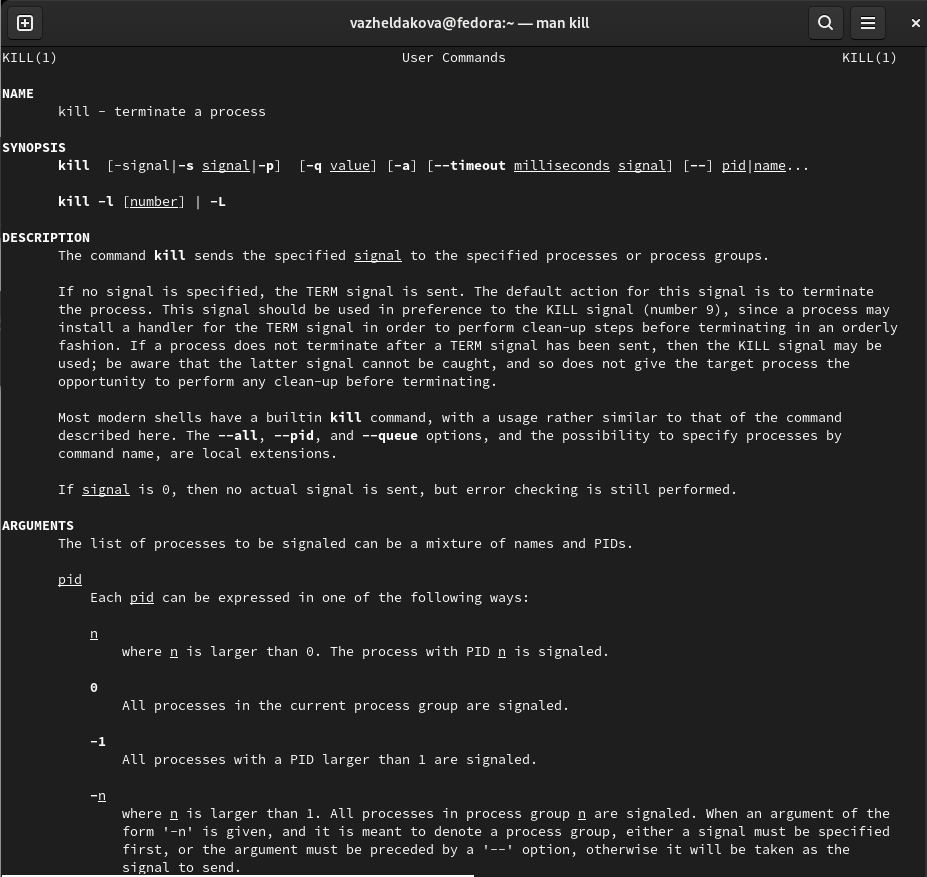 vazheldakova@fedora:~ — man kill
KILL(1) User Commands KILL(1)
NAME
kill - terminate a process
SYNOPSIS
kill [-signal|-s signal|-p] [-q value] [-a] [--timeout milliseconds signal] [--] pid|name...
kill -l [number] | -L
DESCRIPTION
The command kill sends the specified signal to the specified processes or process groups.
If no signal is specified, the TERM signal is sent. The default action for this signal is to terminate
the process. This signal should be used in preference to the KILL signal (number 9), since a process may
install a handler for the TERM signal in order to perform clean-up steps before terminating in an orderly
fashion. If a process does not terminate after a TERM signal has been sent, then the KILL signal may be
used; be aware that the latter signal cannot be caught, and so does not give the target process the
opportunity to perform any clean-up before terminating.
Most modern shells have a builtin kill command, with a usage rather similar to that of the command
described here. The --all, --pid, and --queue options, and the possibility to specify processes by
command name, are local extensions.
If signal is 0, then no actual signal is sent, but error checking is still performed.
ARGUMENTS
The list of processes to be signaled can be a mixture of names and PIDs.
pid
Each pid can be expressed in one of the following ways:
n
where n is larger than 0. The process with PID n is signaled.
0
All processes in the current process group are signaled.
-1
All processes with a PID larger than 1 are signaled.
-n
where n is larger than 1. All processes in process group n are signaled. When an argument of the
form '-n' is given, and it is meant to denote a process group, either a signal must be specified
first, or the argument must be preceded by a '--' option, otherwise it will be taken as the
signal to send.